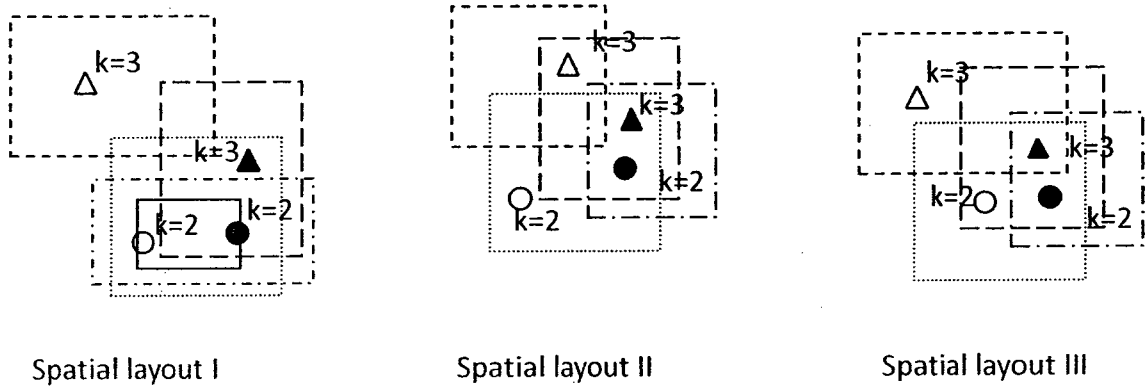 k=3
k=3
k=2
k=2
Spatial layout I
k=3
k=3
k=2
k=2
Spatial layout II
k=3
k=3
k=2
k=2
Spatial layout III